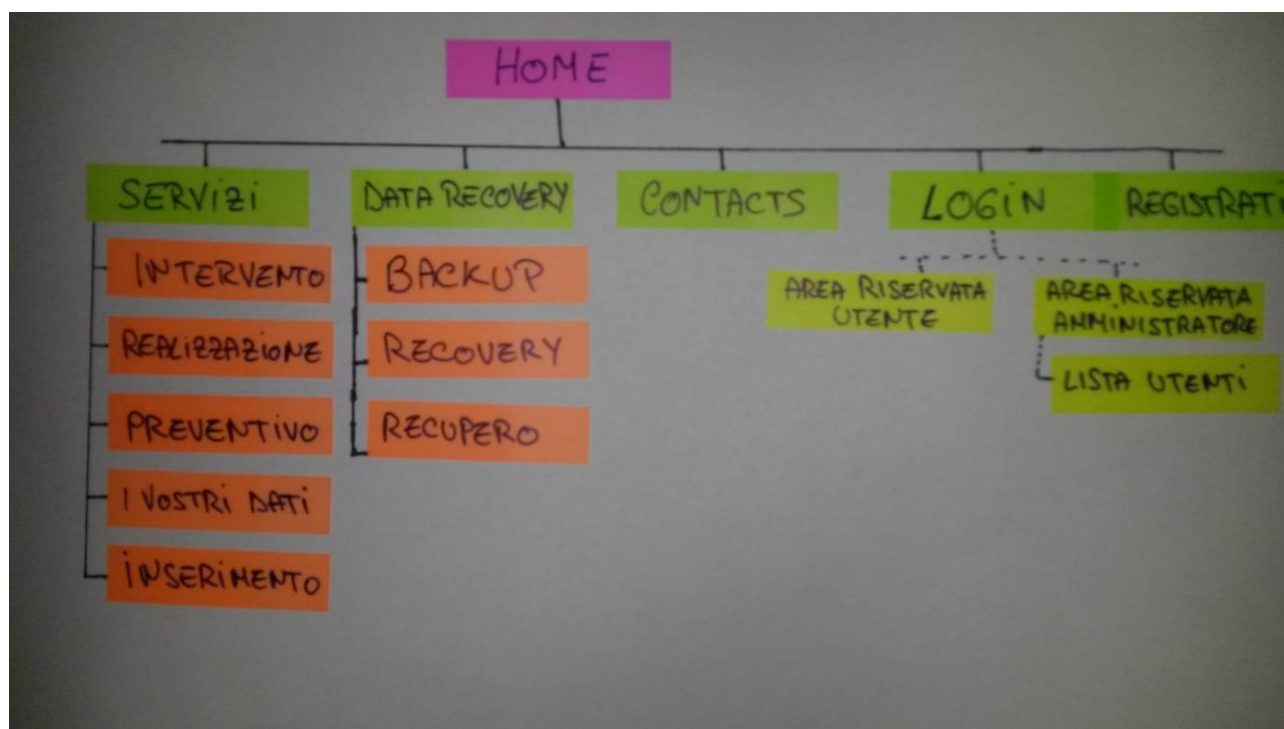 HOME
SERVIZI
DATA RECOVERY
CONTACTS
LOGIN
REGISTRATI
INTERVENTO
REALIZZAZIONE
PREVENTIVO
I VOSTRI DATI
INSERIMENTO
BACKUP
RECOVERY
RECUPERO
AREA RISERVATA
UTENTE
AREA RISERVATA
AMMINISTRATORE
LISTA UTENTI